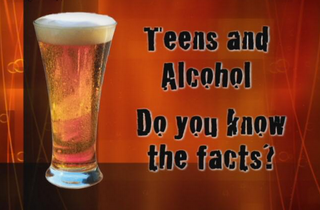 Teens and
Alcohol
Do you know
the facts?